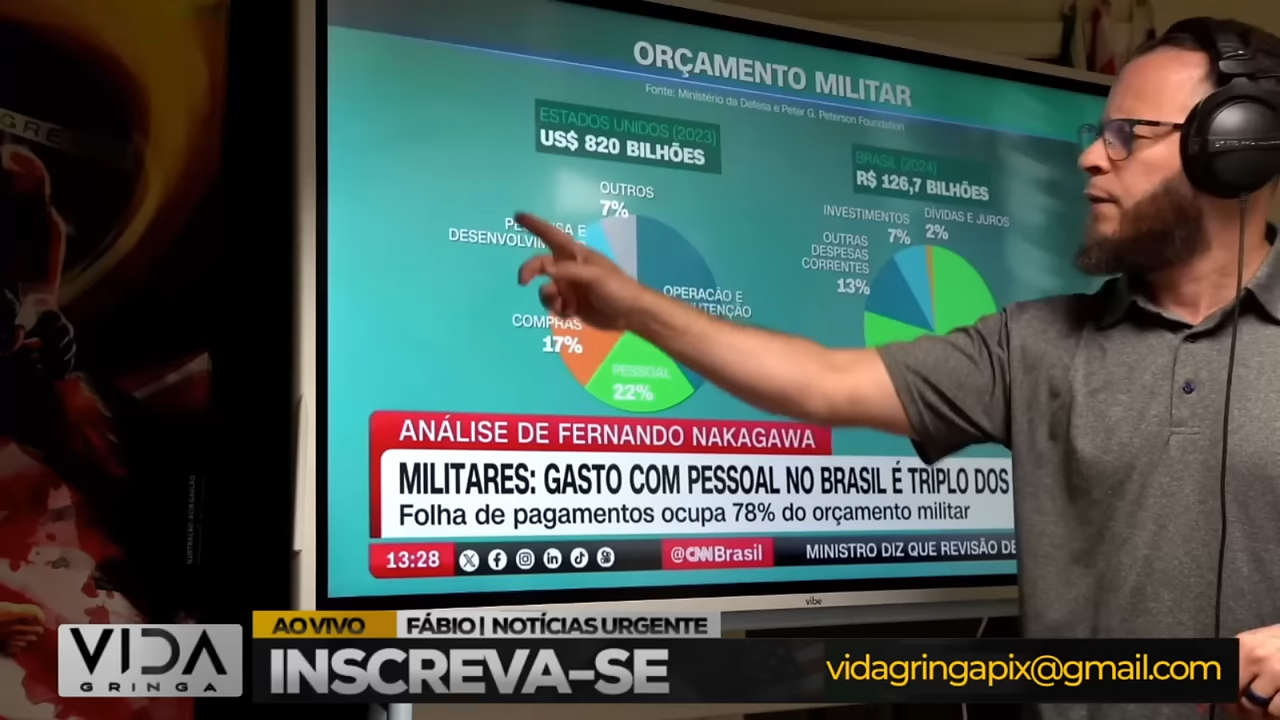 ORÇAMENTO MILITAR
Fonte: Ministério da Defesa e Peter G. Peterson Foundation
ESTADOS UNIDOS (2023)
US$ 820 BILHÕES
BRASIL (2024)
R$ 126,7 BILHÕES
OUTROS
7%
DESENVOLVIM
OPERAÇÃO E
COMPRAS
17%
PESSOAL
22%
INVESTIMENTOS
7%
DÍVIDAS E JUROS
2%
OUTRAS
DESPESAS
CORRENTES
13%
ANÁLISE DE FERNANDO NAKAGAWA
MILITARES: GASTO COM PESSOAL NO BRASIL É TRIPLO DOS
Folha de pagamentos ocupa 78% do orçamento militar
13:28
@CNNBrasil
MINISTRO DIZ QUE REVISÃO DE
vibe
AO VIVO
FÁBIO | NOTÍCIAS URGENTE
VIDA
GRINGA
INSCREVA-SE
vidagringapix@gmail.com